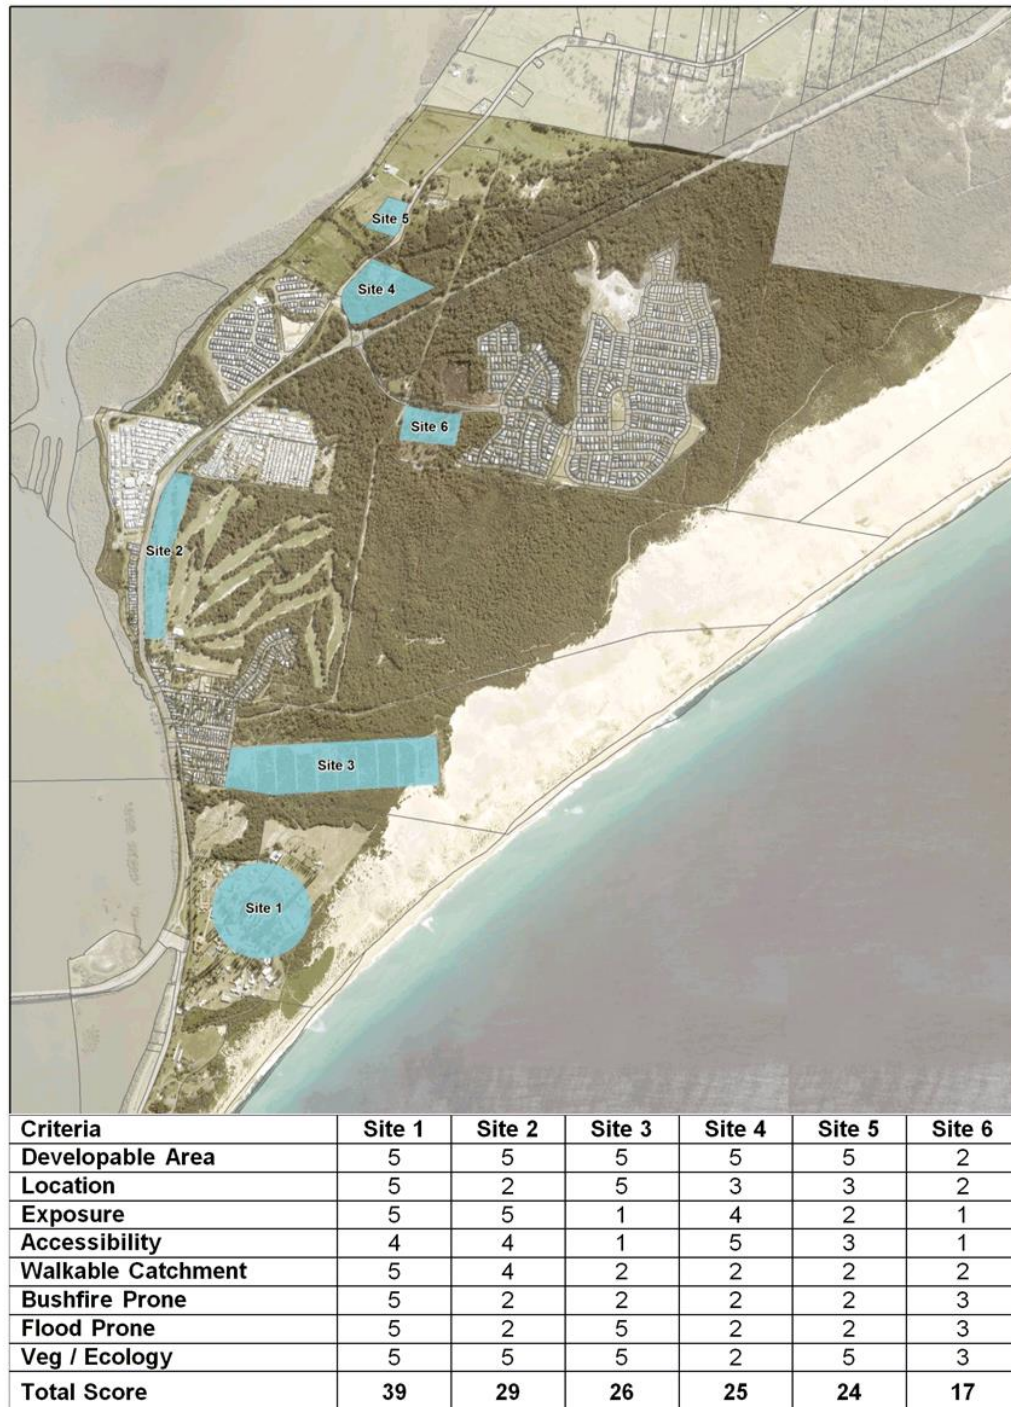 Site 5
Site 4
Site 6
Site 2
Site 3
Site 1
Criteria Site 1 Site 2 Site 3 Site 4 Site 5 Site 6
Developable Area 5 5 5 5 5 2
Location 5 2 5 3 3 2
Exposure 5 5 1 4 2 1
Accessibility 4 4 1 5 3 1
Walkable Catchment 5 4 2 2 2 2
Bushfire Prone 5 2 2 2 2 3
Flood Prone 5 2 5 2 2 3
Veg / Ecology 5 5 5 2 5 3
Total Score 39 29 26 25 24 17